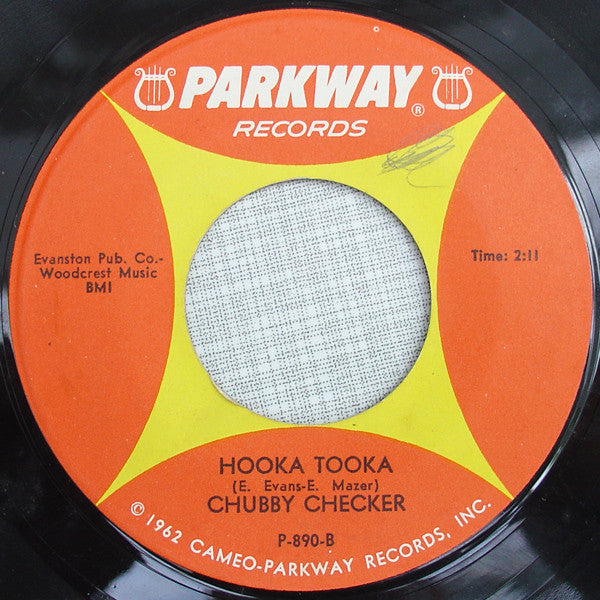 PARKWAY®
RECORDS
Evanston Pub. Co.-
Woodcrest Music
BMI
Time: 2:11
HOOKA TOOKA
(E. Evans-E. Mazer)
CHUBBY CHECKER
P-890-B
© 1962 CAMEO-PARKWAY RECORDS, INC.